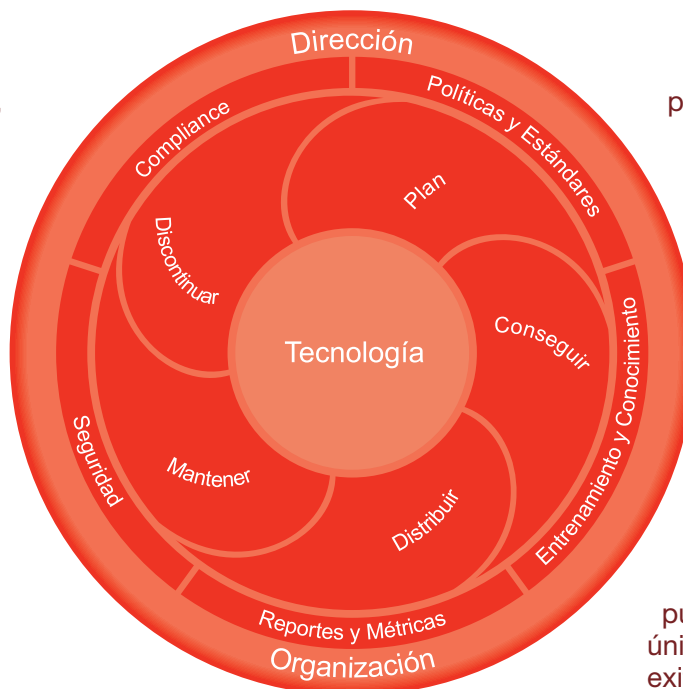 Dirección
Compliance
Políticas y Estándares
Plan
Discontinuar
Conseguir
Tecnología
Entrenamiento y Conocimiento
Seguridad
Mantener
Distribuir
Reportes y Métricas
Organización